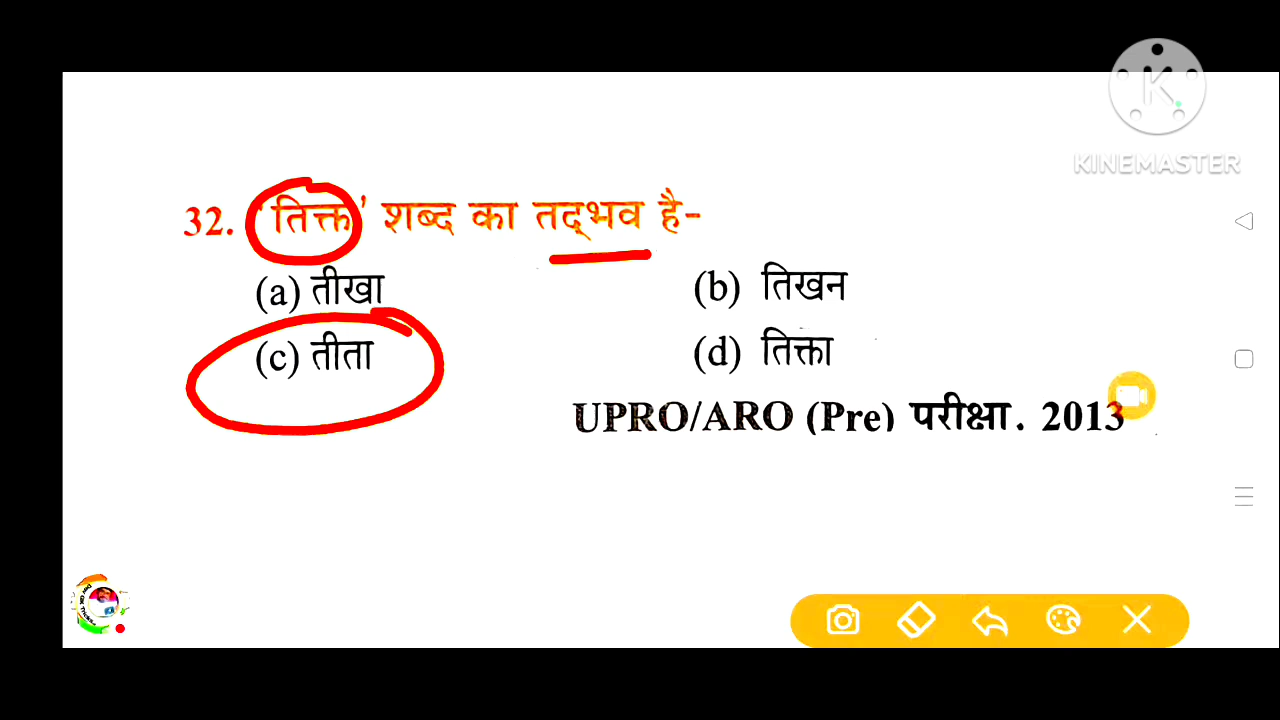 KINEMASTER
32. 'तिक्त' शब्द का तद्भव है-
(a) तीखा (b) तिखन
(c) तीता (d) तिक्ता
UPRO/ARO (Pre) परीक्षा. 2013